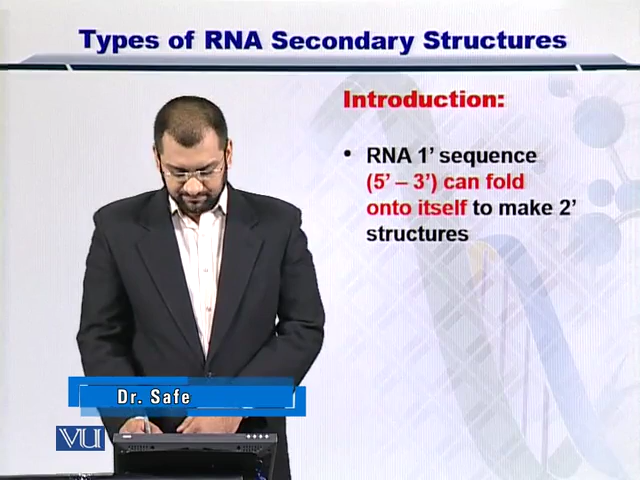 Types of RNA Secondary Structures
Introduction:
• RNA 1’ sequence
(5’ – 3’) can fold
onto itself to make 2’
structures
Dr. Safe
VU